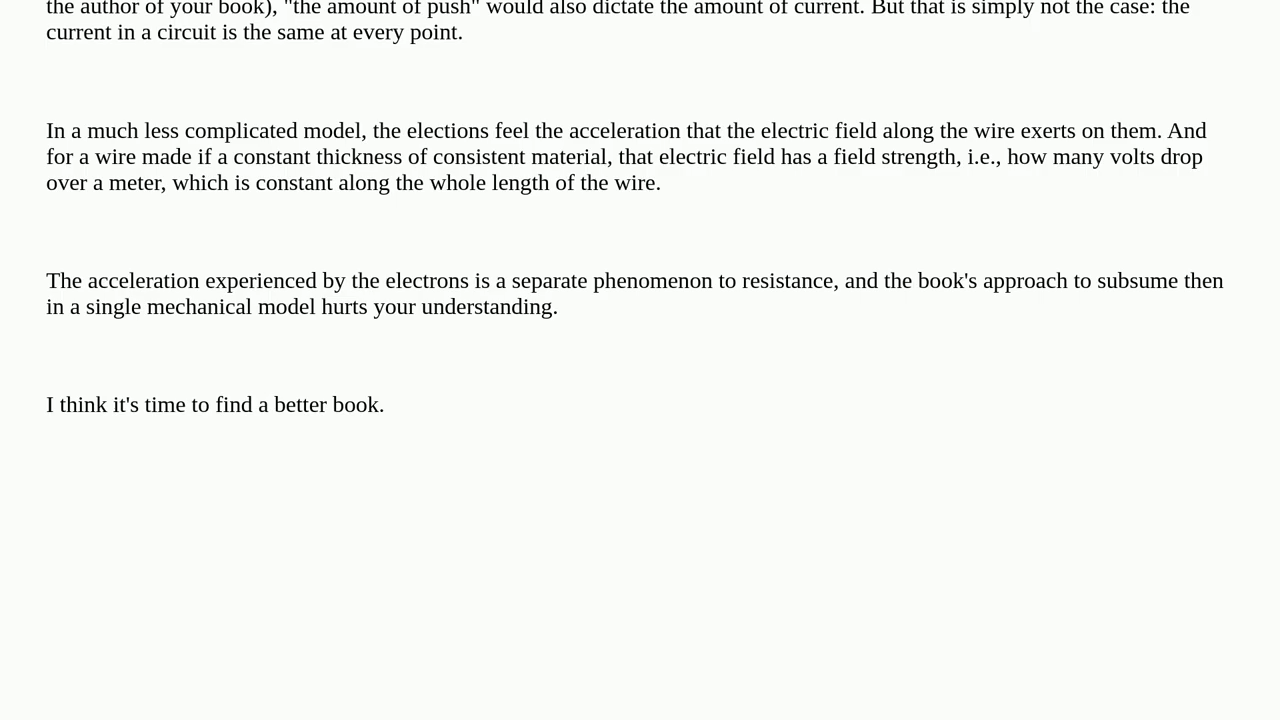 the author of your book), "the amount of push" would also dictate the amount of current. But that is simply not the case: the
current in a circuit is the same at every point.
In a much less complicated model, the elections feel the acceleration that the electric field along the wire exerts on them. And
for a wire made if a constant thickness of consistent material, that electric field has a field strength, i.e., how many volts drop
over a meter, which is constant along the whole length of the wire.
The acceleration experienced by the electrons is a separate phenomenon to resistance, and the book's approach to subsume then
in a single mechanical model hurts your understanding.
I think it's time to find a better book.